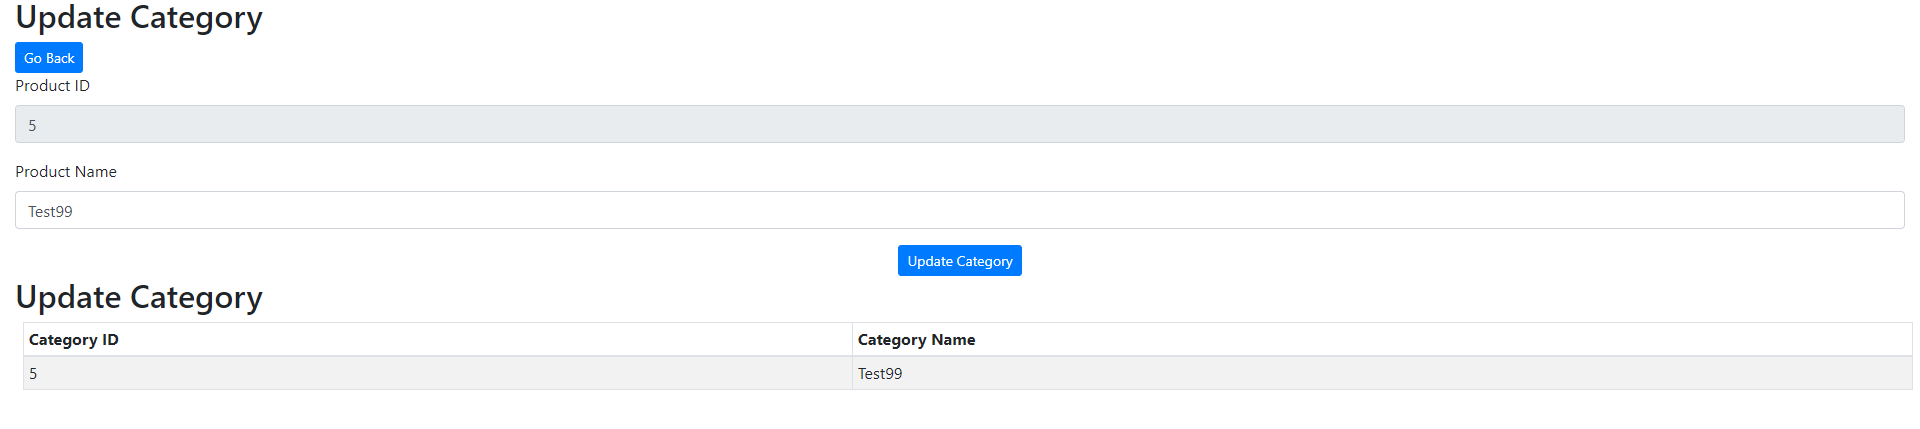 Update Category
Go Back
Product ID
5
Product Name
Test99
Update Category
Update Category
Category ID Category Name
5 Test99